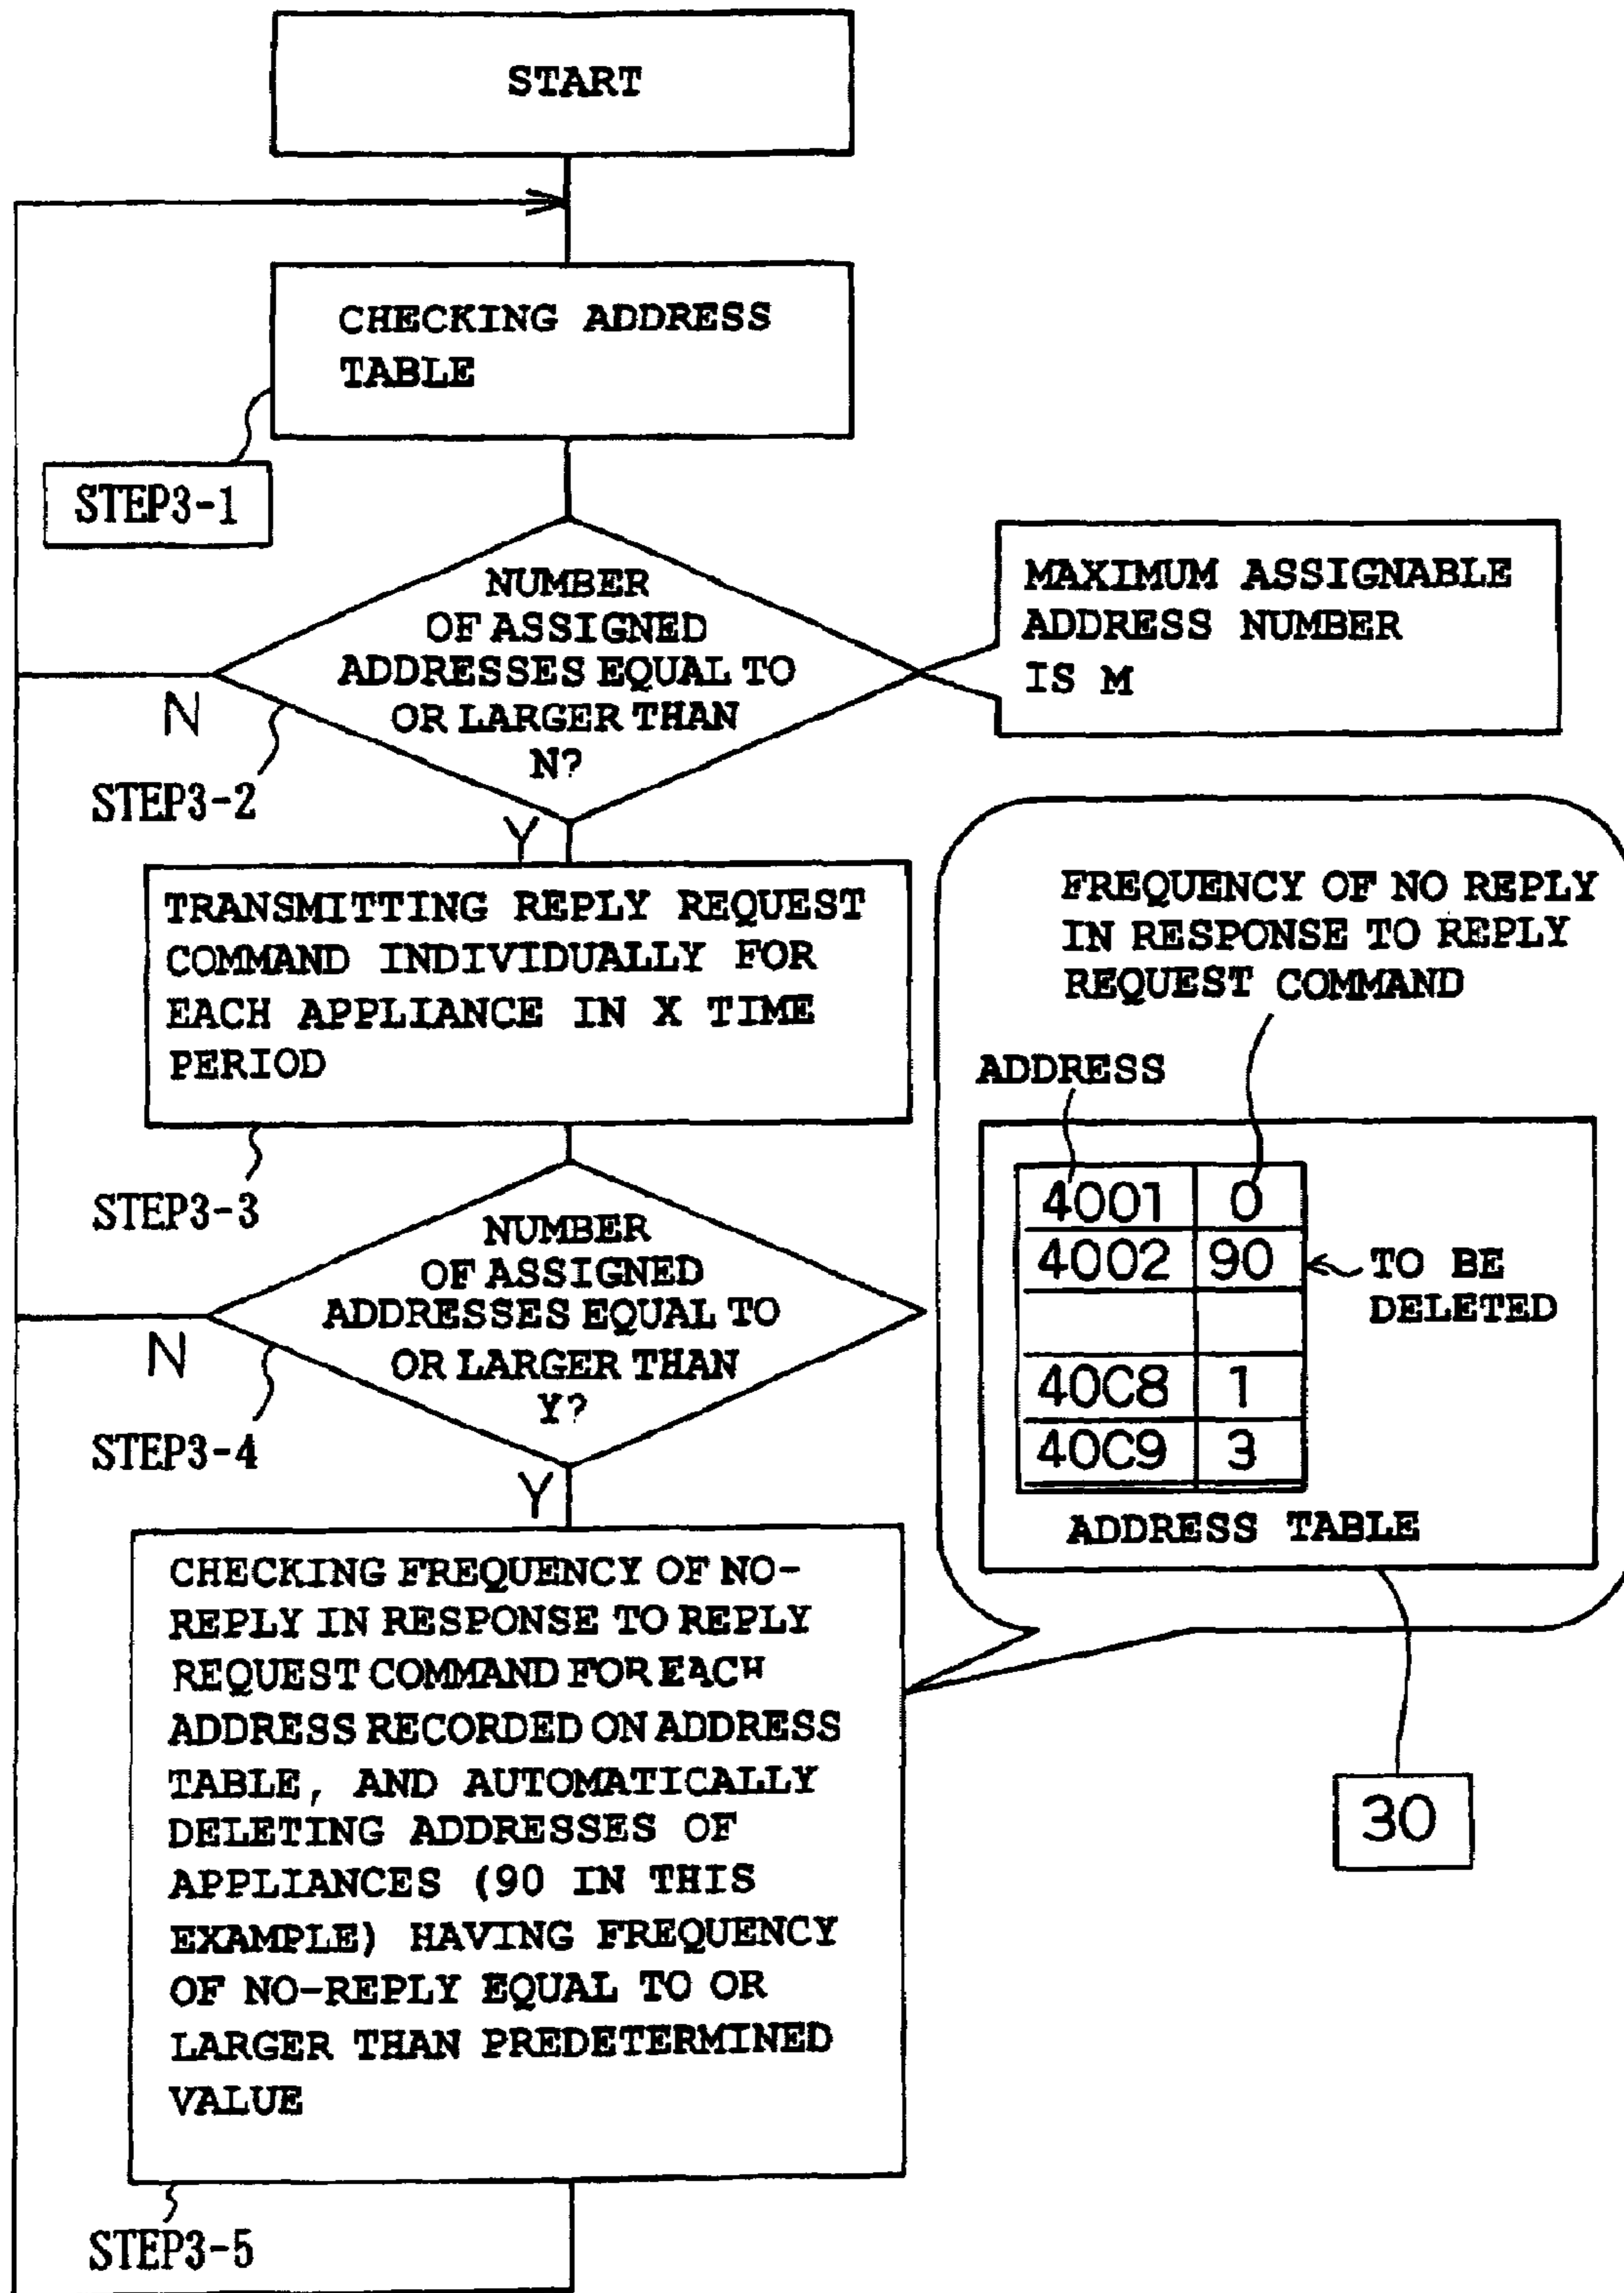 START
CHECKING ADDRESS
TABLE
STEP3-1
NUMBER
OF ASSIGNED
ADDRESSES EQUAL TO
OR LARGER THAN
N?
MAXIMUM ASSIGNABLE
ADDRESS NUMBER
IS M
N
STEP3-2
Y
TRANSMITTING REPLY REQUEST
COMMAND INDIVIDUALLY FOR
EACH APPLIANCE IN X TIME
PERIOD
STEP3-3
NUMBER
OF ASSIGNED
ADDRESSES EQUAL TO
OR LARGER THAN
Y?
N
STEP3-4
Y
FREQUENCY OF NO REPLY
IN RESPONSE TO REPLY
REQUEST COMMAND
ADDRESS
4001 0
4002 90
TO BE
DELETED
40C8 1
40C9 3
ADDRESS TABLE
30
CHECKING FREQUENCY OF NO-
REPLY IN RESPONSE TO REPLY
REQUEST COMMAND FOR EACH
ADDRESS RECORDED ON ADDRESS
TABLE, AND AUTOMATICALLY
DELETING ADDRESSES OF
APPLIANCES (90 IN THIS
EXAMPLE) HAVING FREQUENCY
OF NO-REPLY EQUAL TO OR
LARGER THAN PREDETERMINED
VALUE
STEP3-5